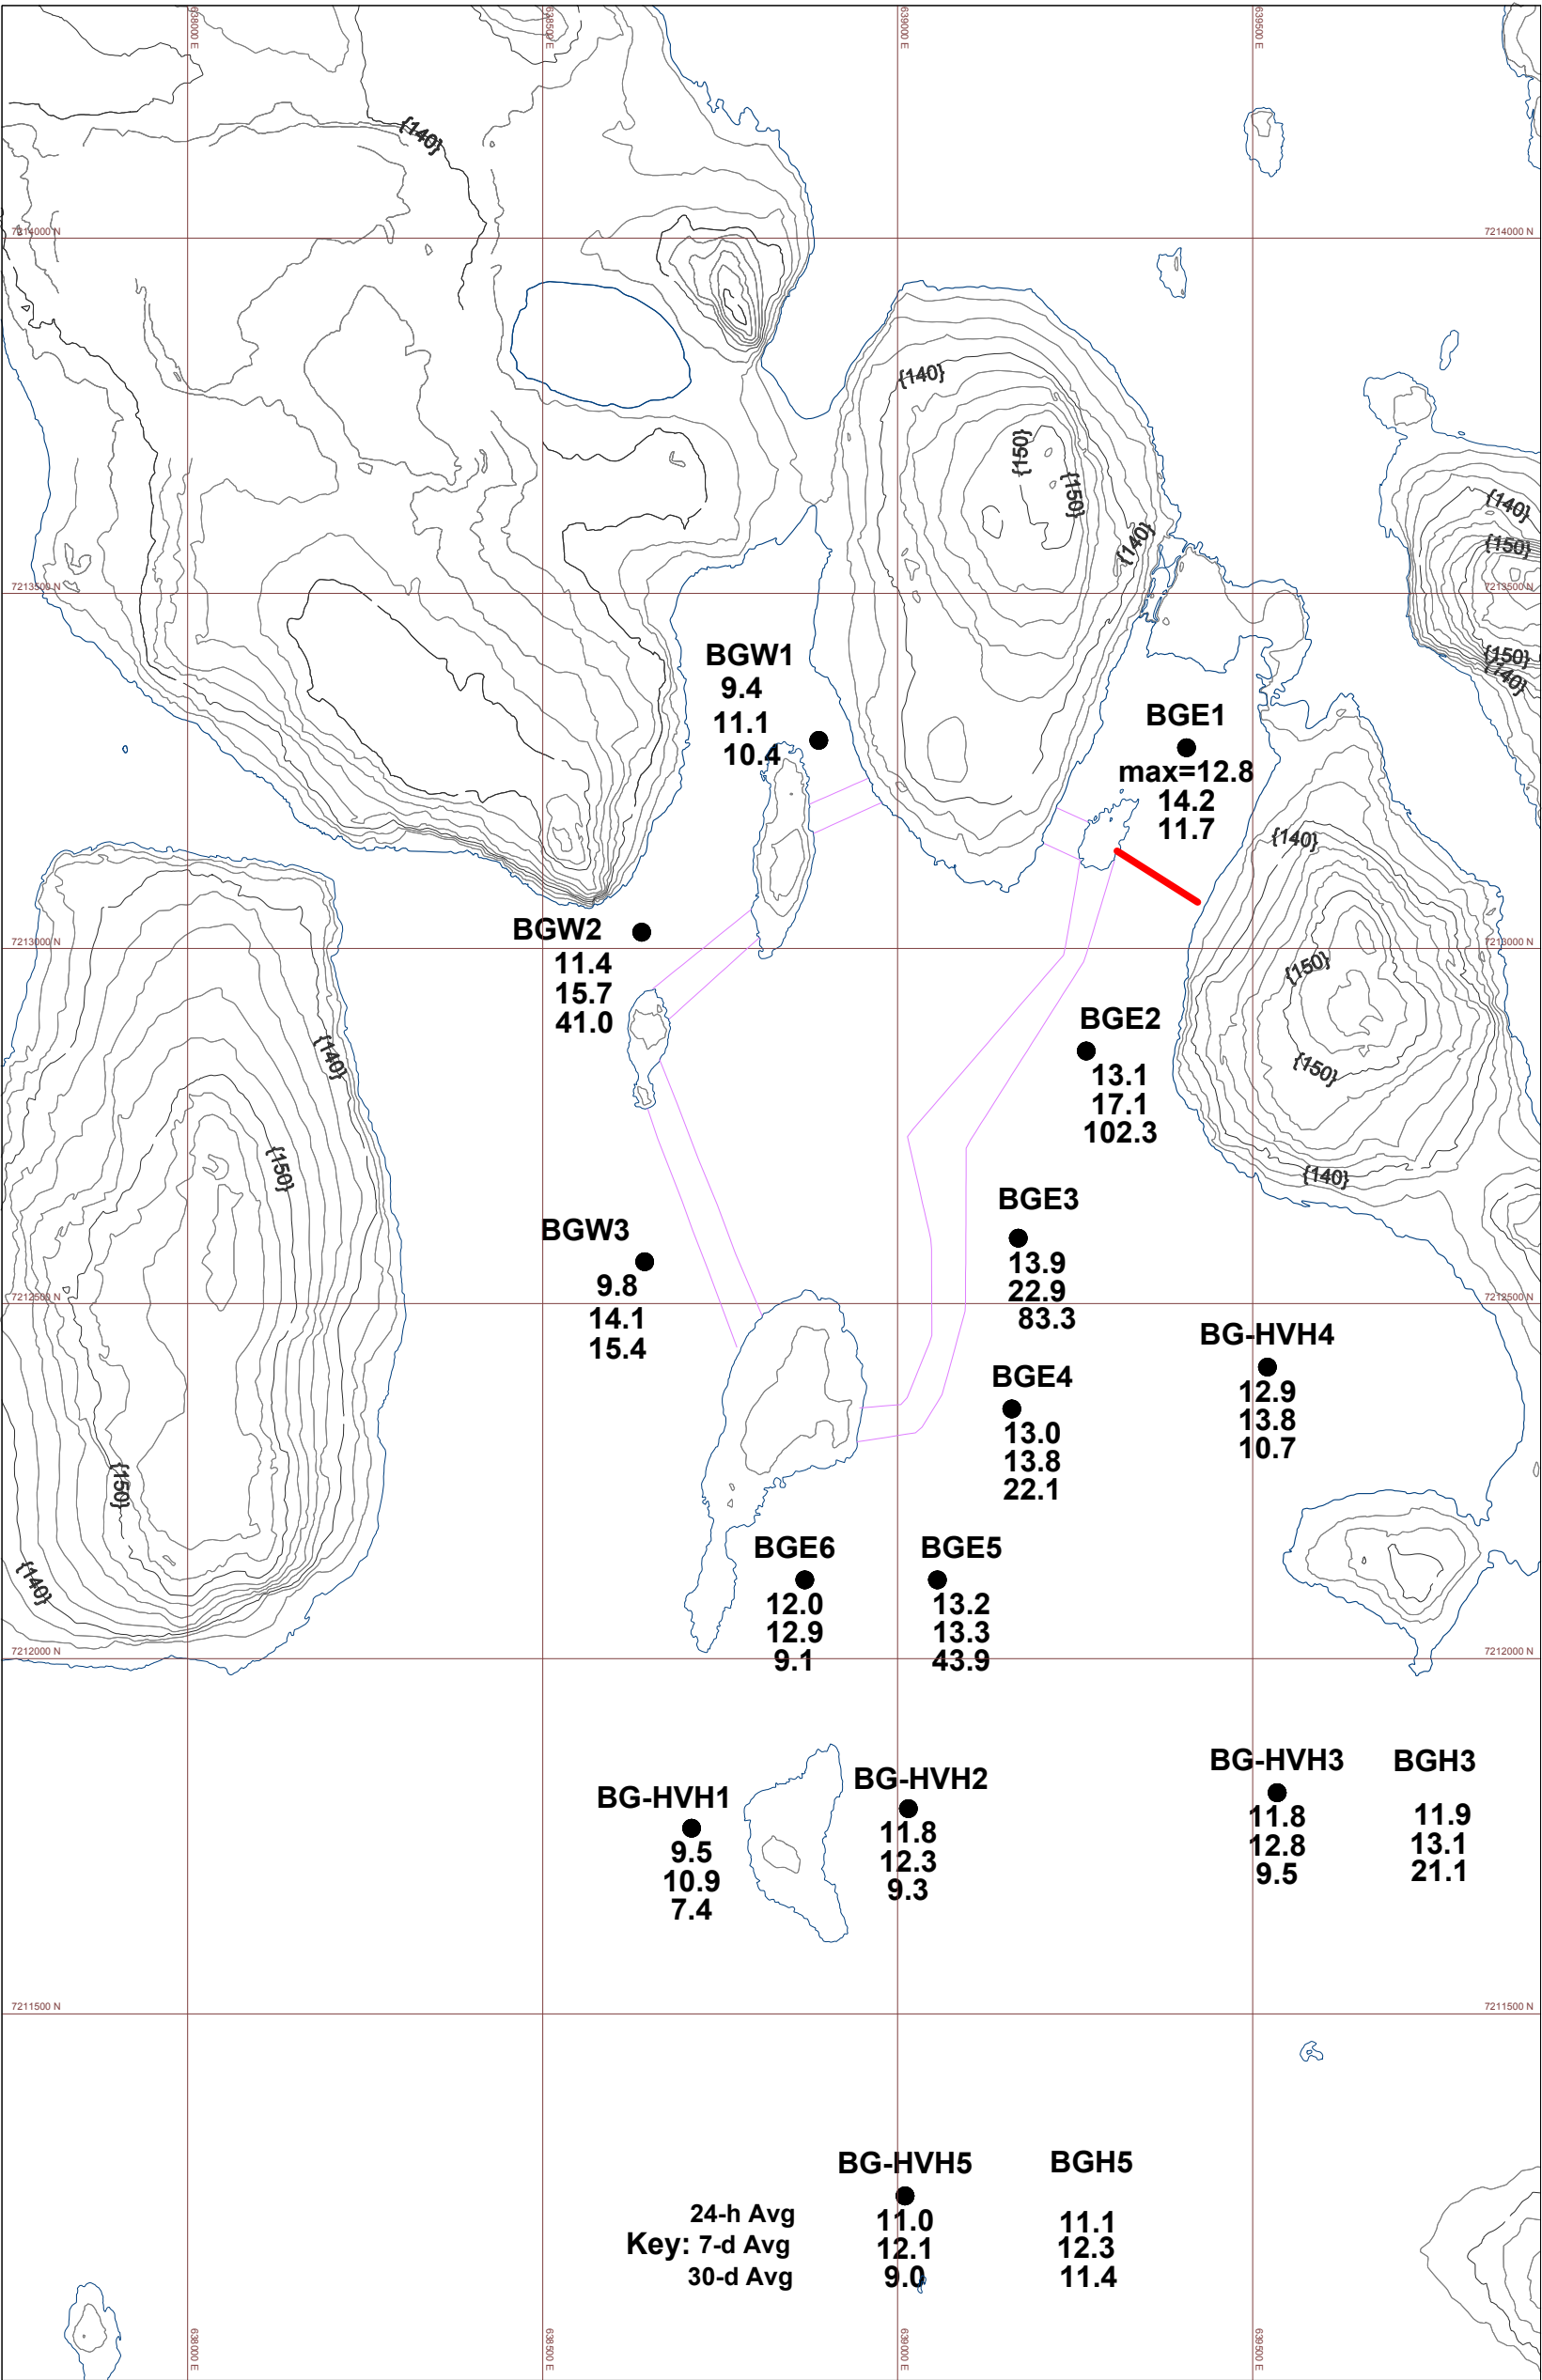 638000 E
638500 E
639000 E
639500 E
{140}
7214000 N
7214000 N
{140}
{150}
{150}
{140}
{140}
{150}
7213500 N
7213500 N
{150}
{140}
BGW1
9.4
11.1
10.4
BGE1
max=12.8
14.2
11.7
{140}
BGW2
11.4
15.7
41.0
7213000 N
7213000 N
{150}
{150}
{140}
BGE2
13.1
17.1
102.3
{150}
{140}
BGW3
9.8
14.1
15.4
BGE3
13.9
22.9
83.3
7212500 N
7212500 N
BG-HVH4
12.9
13.8
10.7
BGE4
13.0
13.8
22.1
{150}
{140}
BGE6
12.0
12.9
9.1
BGE5
13.2
13.3
43.9
7212000 N
7212000 N
BG-HVH1
9.5
10.9
7.4
BG-HVH2
11.8
12.3
9.3
BG-HVH3
11.8
12.8
9.5
BGH3
11.9
13.1
21.1
7211500 N
7211500 N
BG-HVH5
11.0
12.1
9.0
BGH5
11.1
12.3
11.4
24-h Avg
Key: 7-d Avg
30-d Avg
638000 E
638500 E
639000 E
639500 E